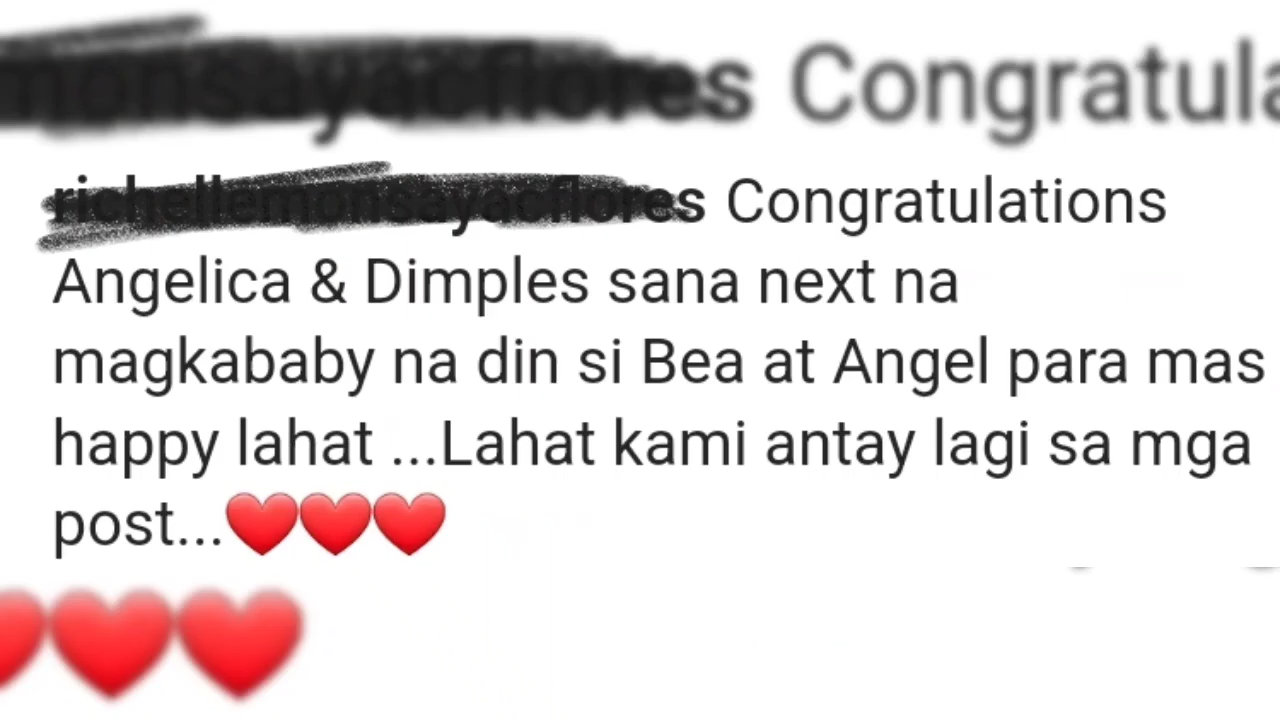 Congratula
Congratulations
Angelica & Dimples sana next na
magkababy na din si Bea at Angel para mas
happy lahat ...Lahat kami antay lagi sa mga
post...❤️❤️❤️